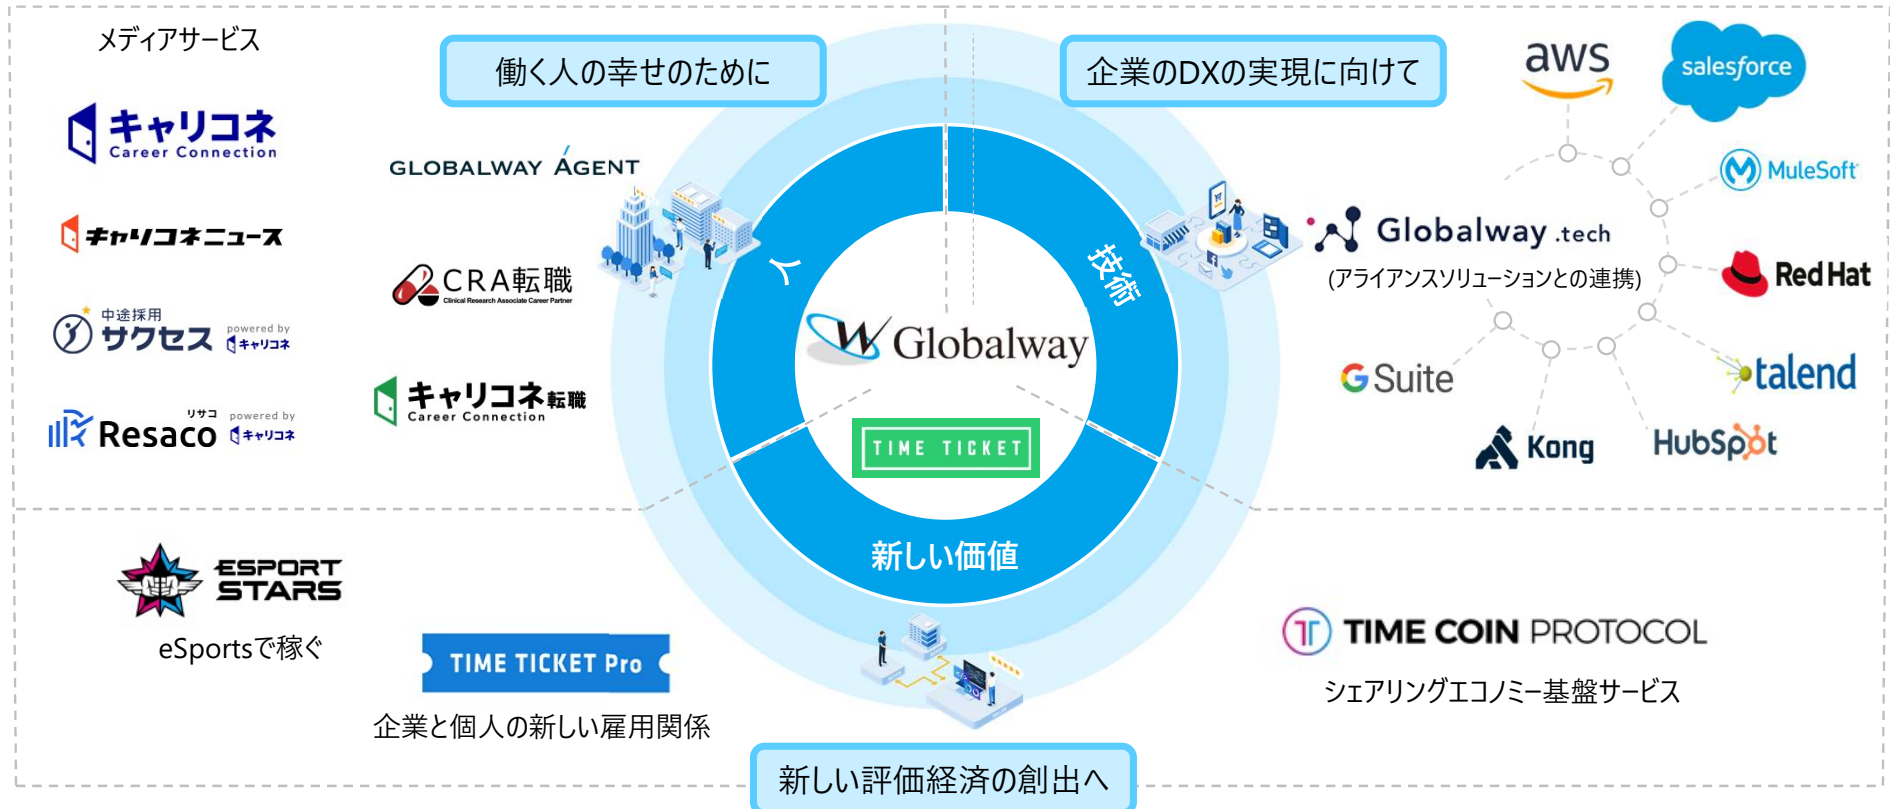 メディアサービス
働く人の幸せのために
キャリコネ
Career Connection
GLOBALWAY AGENT
キャリコネニュース
CRA転職
Clinical Research Associate Career Partner
中途採用
サクセス
powered by
キャリコネ
リサコ
Resaco
powered by
キャリコネ
キャリコネ転職
Career Connection
人
技術
新しい価値
Globalway
TIME TICKET
企業のDXの実現に向けて
aws
salesforce
MuleSoft
Globalway.tech
(アライアンスソリューションとの連携)
Red Hat
talend
G Suite
Kong
HubSpot
ESPORT
STARS
eSportsで稼ぐ
TIME TICKET Pro
企業と個人の新しい雇用関係
TIME COIN PROTOCOL
シェアリングエコノミー基盤サービス
新しい評価経済の創出へ